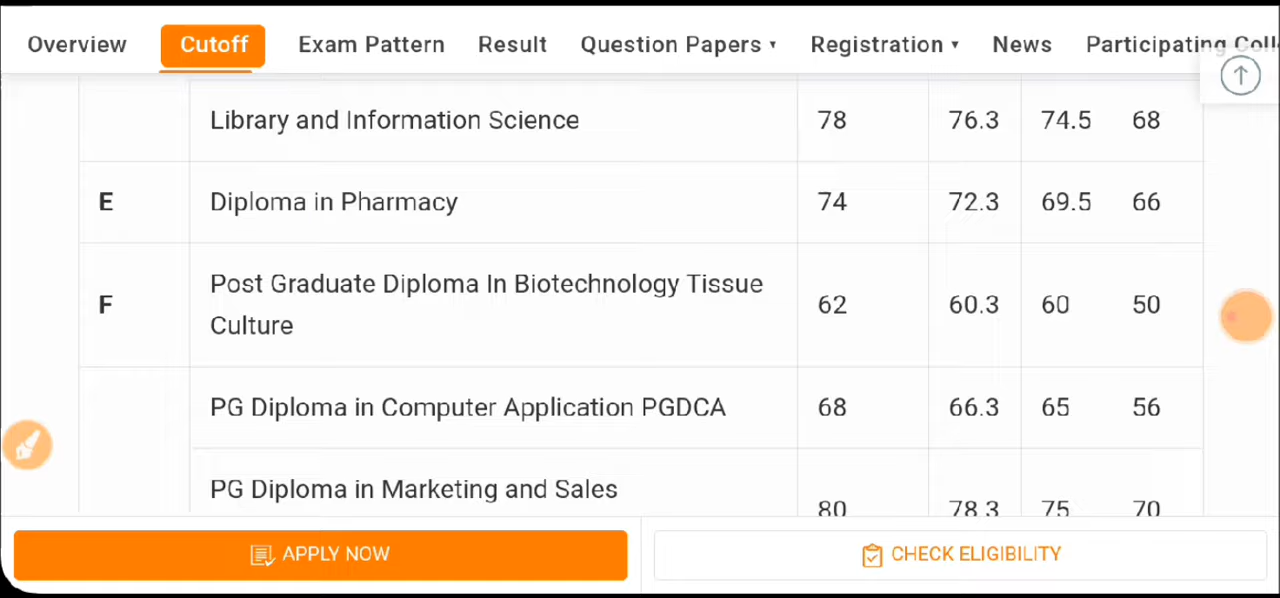 Overview Cutoff Exam Pattern Result Question Papers ▾ Registration ▾ News Participating Coll
Library and Information Science 78 76.3 74.5 68
E Diploma in Pharmacy 74 72.3 69.5 66
F Post Graduate Diploma In Biotechnology Tissue
Culture 62 60.3 60 50
PG Diploma in Computer Application PGDCA 68 66.3 65 56
PG Diploma in Marketing and Sales
80 78.3 75 70
APPLY NOW CHECK ELIGIBILITY